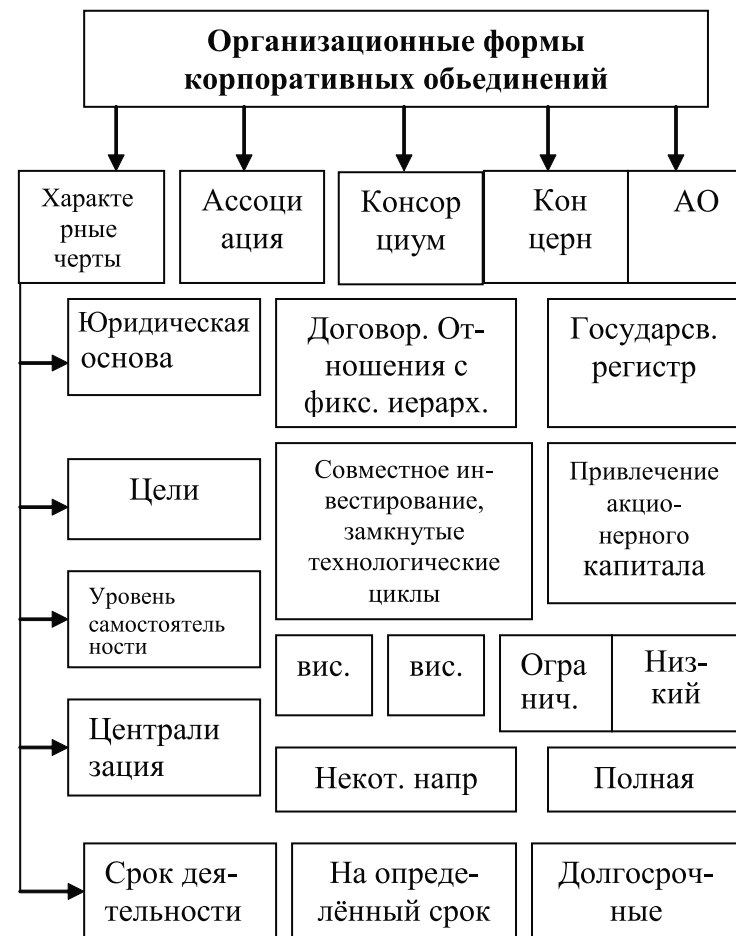 Организационные формы
корпоративных обьединений
Характе
рные
черты
Ассоци
ация
Консор
циум
Кон
церн
АО
Юридическая
основа
Договор. От-
ношения с
фикс. иерарх.
Государсв.
регистр
Цели
Совместное ин-
вестирование,
замкнутые
технологические
циклы
Привлечение
акцио-
нерного
капитала
Уровень
самостоятель
ности
вис.
вис.
Огра
нич.
Низ-
кий
Централи
зация
Некот. напр
Полная
Срок дея-
тельности
На опреде-
лённый срок
Долгосроч-
ные